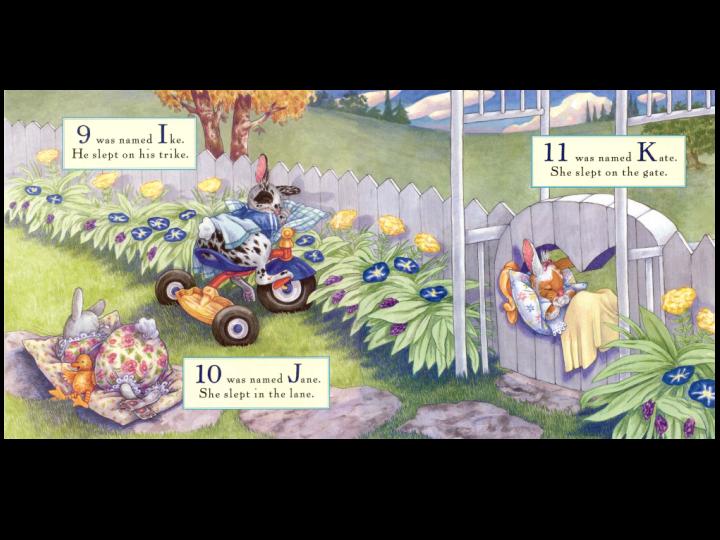 9 was named Ike.
He slept on his trike.
10 was named Jane.
She slept in the lane.
11 was named Kate.
She slept on the gate.